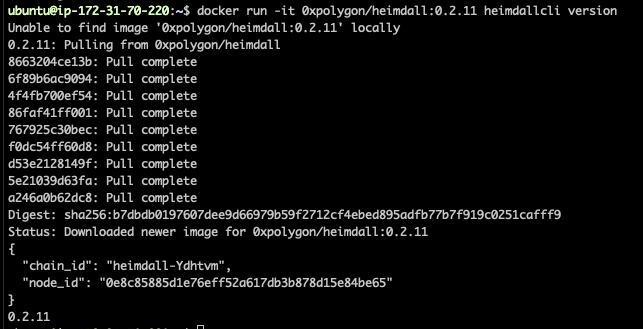 ubuntu@ip-172-31-70-220:~$ docker run -it 0xpolygon/heimdall:0.2.11 heimdallcli version
Unable to find image '0xpolygon/heimdall:0.2.11' locally
0.2.11: Pulling from 0xpolygon/heimdall
8663204ce13b: Pull complete
6f89b6ac9094: Pull complete
4f4fb700ef54: Pull complete
86faf41ff001: Pull complete
767925c30bec: Pull complete
f0dc54ff60d8: Pull complete
d53e2128149f: Pull complete
5e21039d63fa: Pull complete
a246a0b62dc8: Pull complete
Digest: sha256:b7dbdb0197607dee9d66979b59f2712cf4ebed895adfb77b7f919c0251cafff9
Status: Downloaded newer image for 0xpolygon/heimdall:0.2.11
{
  "chain_id": "heimdall-Ydhtvm",
  "node_id": "0e8c85885d1e76eff52a617db3b878d15e84be65"
}
0.2.11